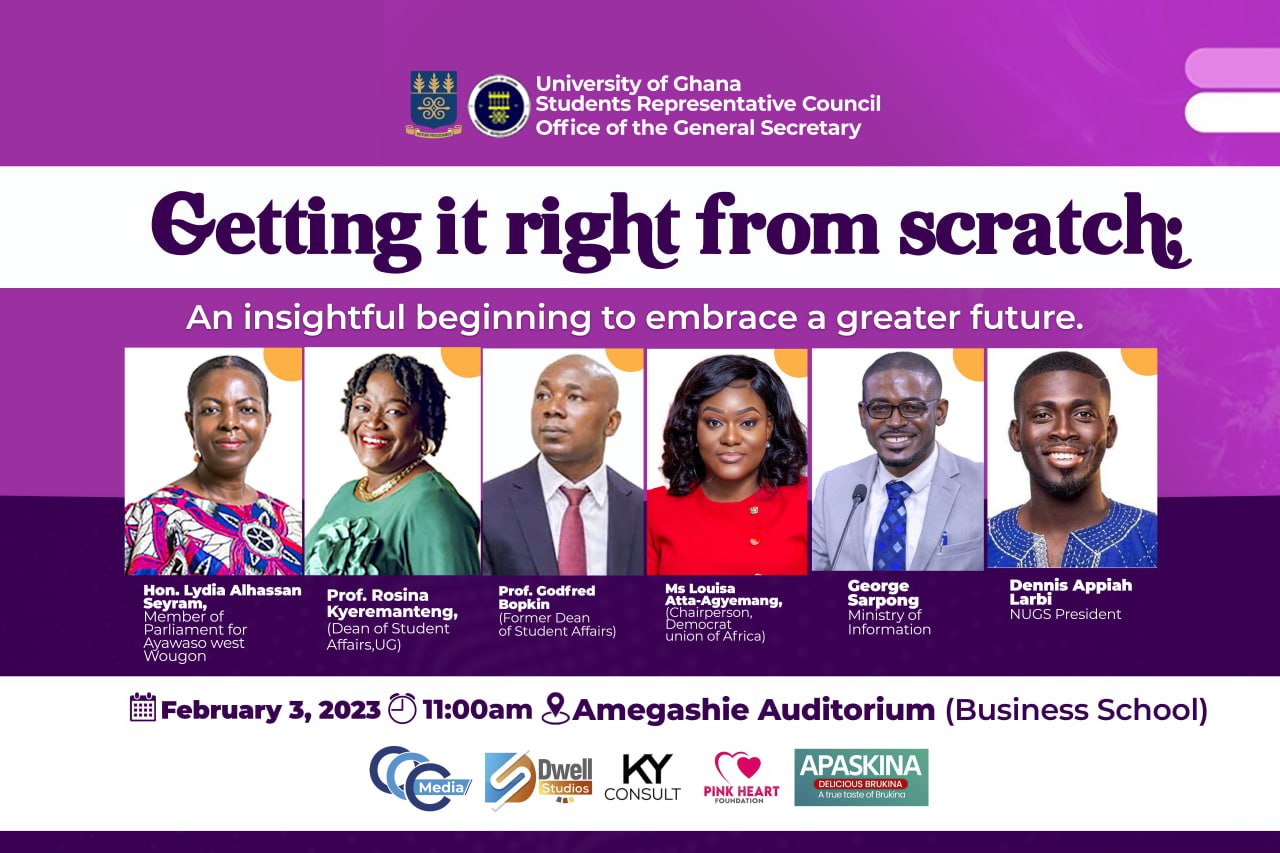 University of Ghana
Students Representative Council
Office of the General Secretary
Getting it right from scratch;
An insightful beginning to embrace a greater future.
Hon. Lydia Alhassan
Seyram,
Member of
Parliament for
Ayawaso west
Wougon
Prof. Rosina
Kyeremanteng,
(Dean of Student
Affairs,UG)
Prof. Godfred
Bopkin
(Former Dean
of Student Affairs)
Ms Louisa
Atta-Agyemang,
(Chairperson,
Democrat
union of Africa)
George
Sarpong
Ministry of
Information
Dennis Appiah
Larbi
NUGS President
February 3, 2023 11:00am Amegashie Auditorium (Business School)
CCC Media
Dwell
Studios
KY
CONSULT
PINK HEART
FOUNDATION
APASKINA
DELICIOUS BRUKINA
A true taste of Brukina